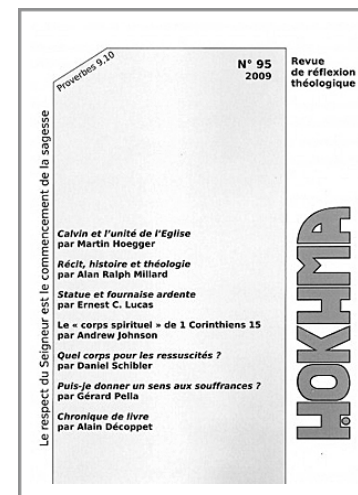 Proverbes 9.10
N° 95
2009
Revue
de réflexion
théologique
Le respect du Seigneur est le commencement de la sagesse
Calvin et l'unité de l'Eglise
par Martin Hoegger
Récit, histoire et théologie
par Alan Ralph Millard
Statue et fournaise ardente
par Ernest C. Lucas
Le « corps spirituel » de 1 Corinthiens 15
par Andrew Johnson
Quel corps pour les ressuscités ?
par Daniel Schibler
Puis-je donner un sens aux souffrances ?
par Gérard Pella
Chronique de livre
par Alain Décoppet
ḤOKHMA